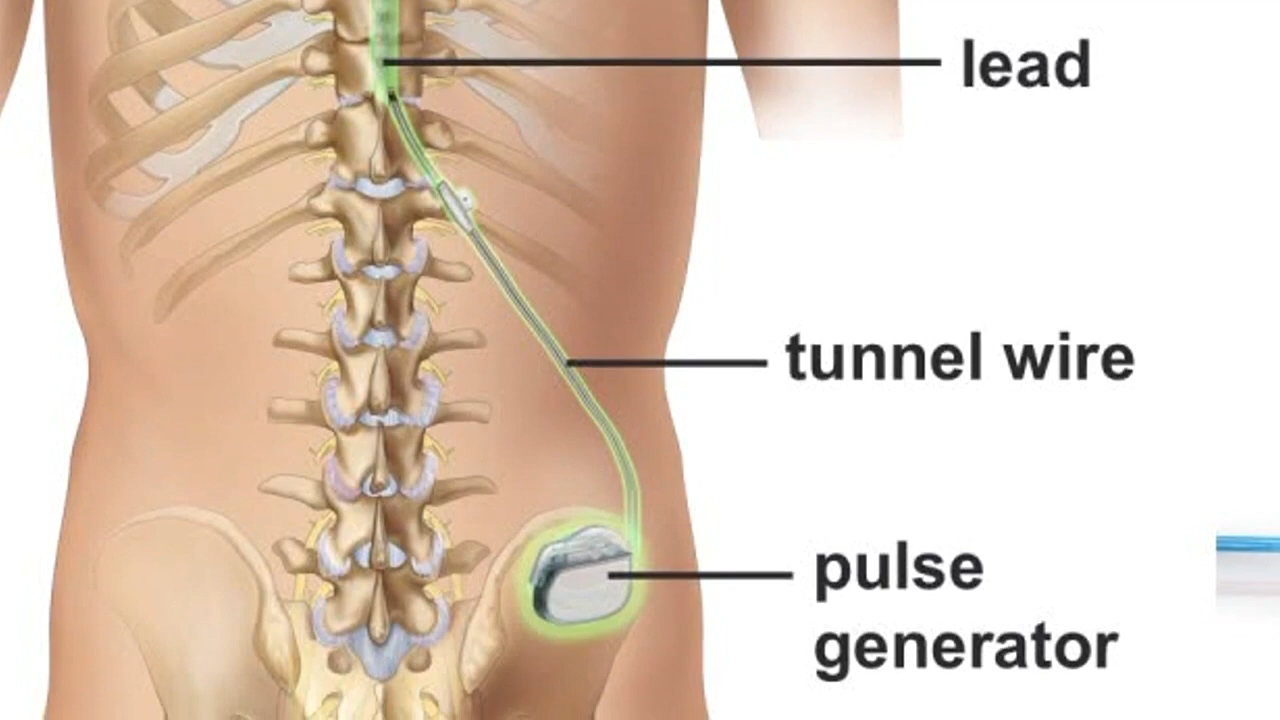 lead
tunnel wire
pulse
generator